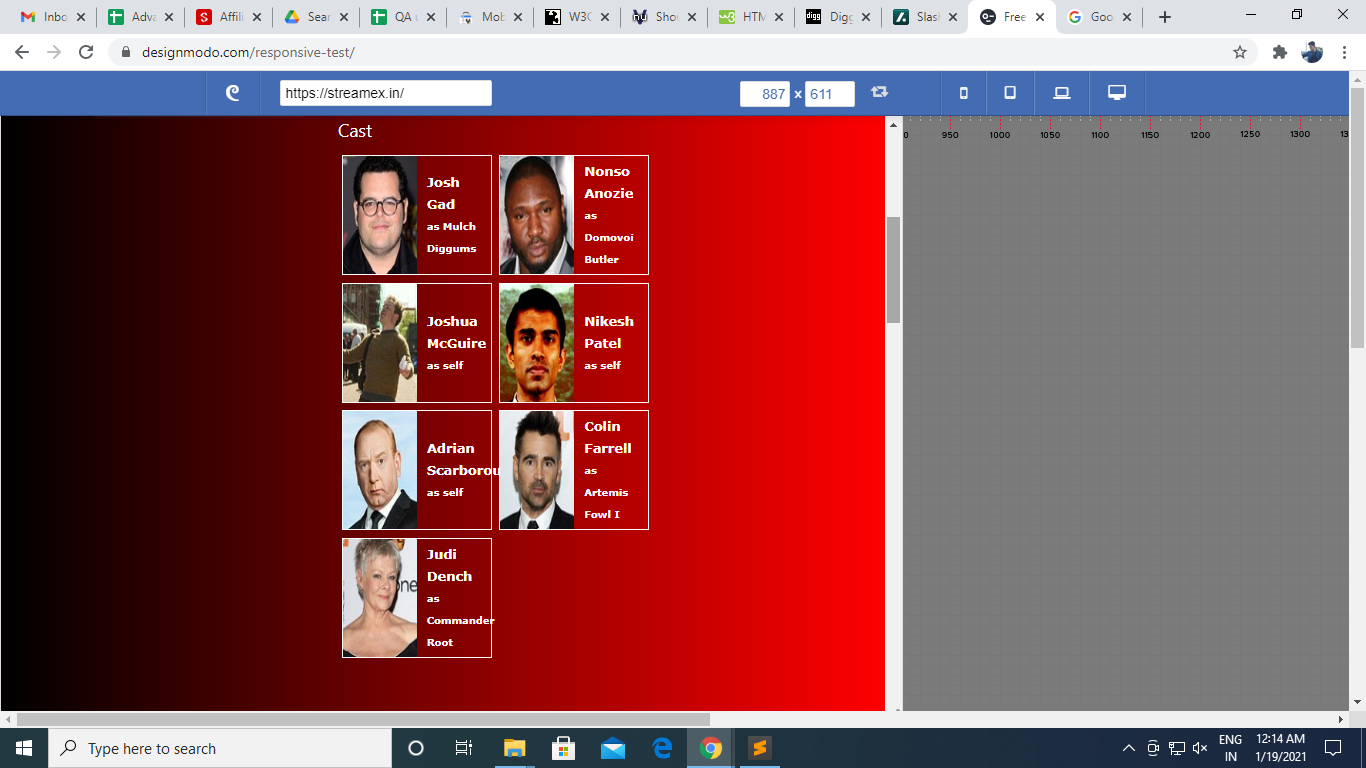 Inbo
Adva
Affili
Sear
QA
Mob
W3C
Sho
HTM
Digg
Slas
Free
Goo
designmodo.com/responsive-test/
https://streamex.in/
887 x 611
950
1000
1050
1100
1150
1200
1250
1300
Cast
Josh
Gad
as Mulch
Diggums
Nonso
Anozie
as
Domovoi
Butler
Joshua
McGuire
as self
Nikesh
Patel
as self
Adrian
Scarborou
as self
Colin
Farrell
as
Artemis
Fowl I
Judi
Dench
as
Commander
Root
Type here to search
ENG
IN
12:14 AM
1/19/2021